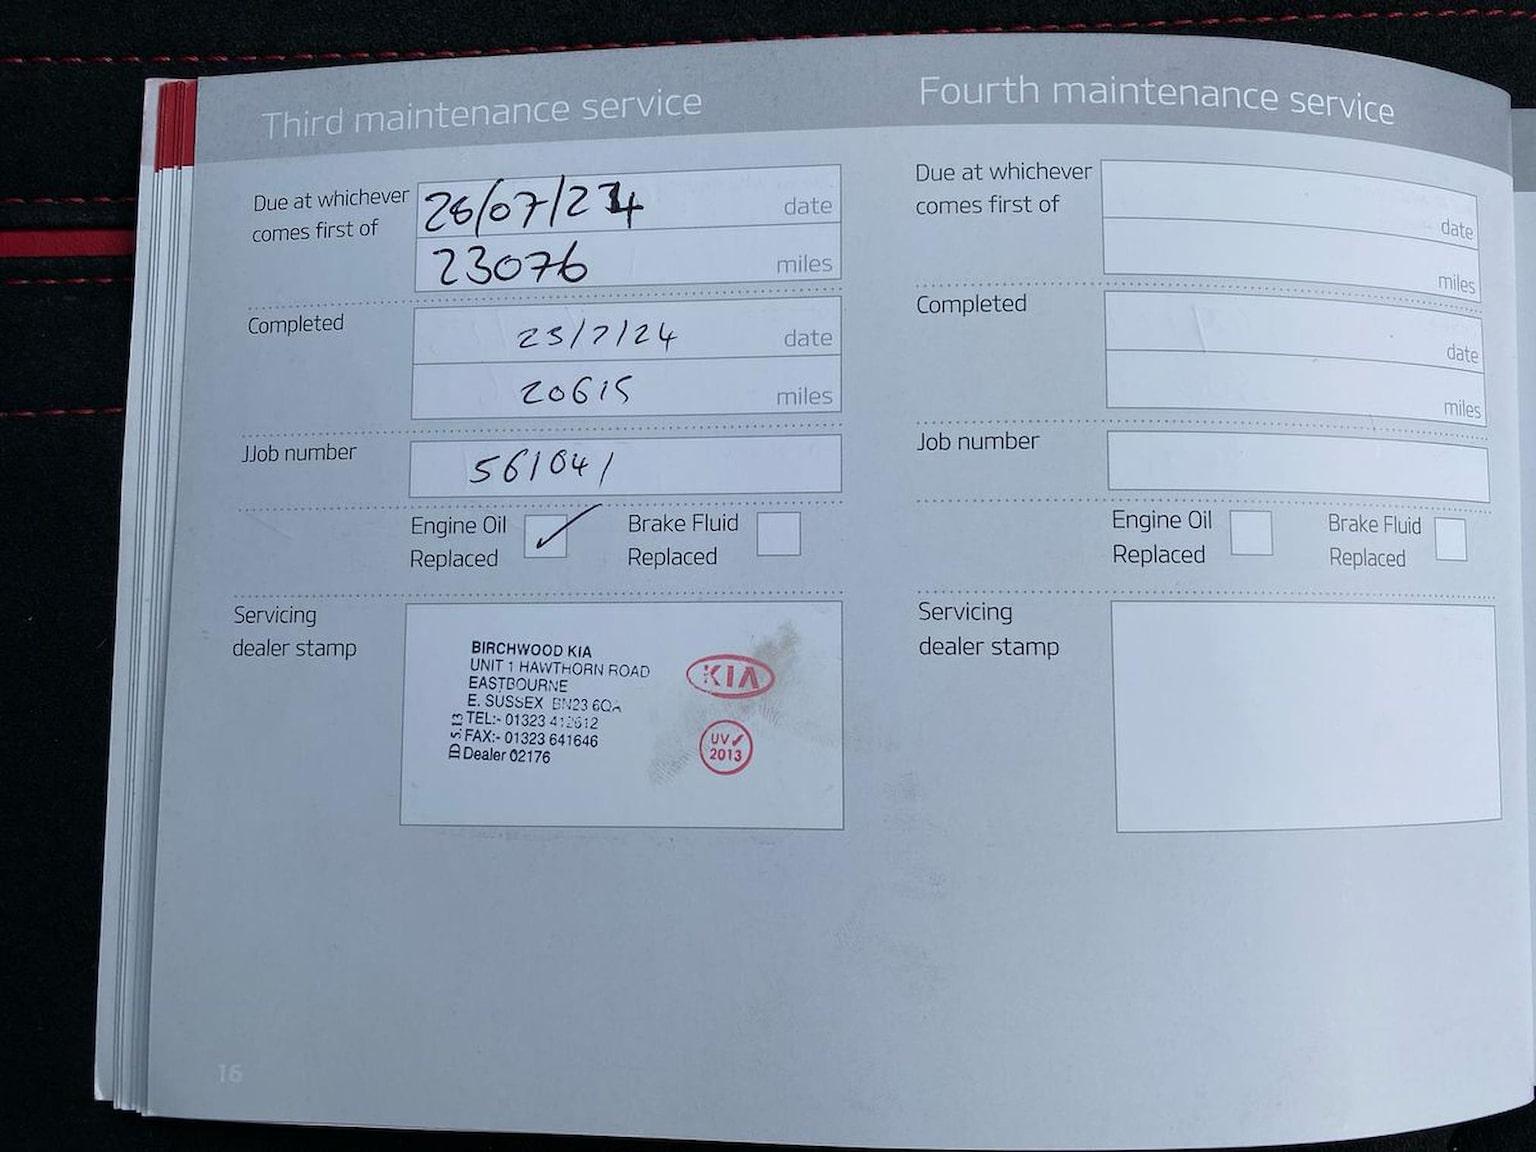 Third maintenance service
Due at whichever
comes first of
26/07/24 date
23076 miles
Completed
23/7/24 date
20615 miles
JJob number
561041
Engine Oil
Replaced
Brake Fluid
Replaced
Servicing
dealer stamp
BIRCHWOOD KIA
UNIT 1 HAWTHORN ROAD
EASTBOURNE
E. SUSSEX BN23 6QA
TEL:- 01323 412612
FAX:- 01323 641646
Dealer 02176
KIA
UV✓
2013
16
Fourth maintenance service
Due at whichever
comes first of
date
miles
Completed
date
miles
Job number
Engine Oil
Replaced
Brake Fluid
Replaced
Servicing
dealer stamp